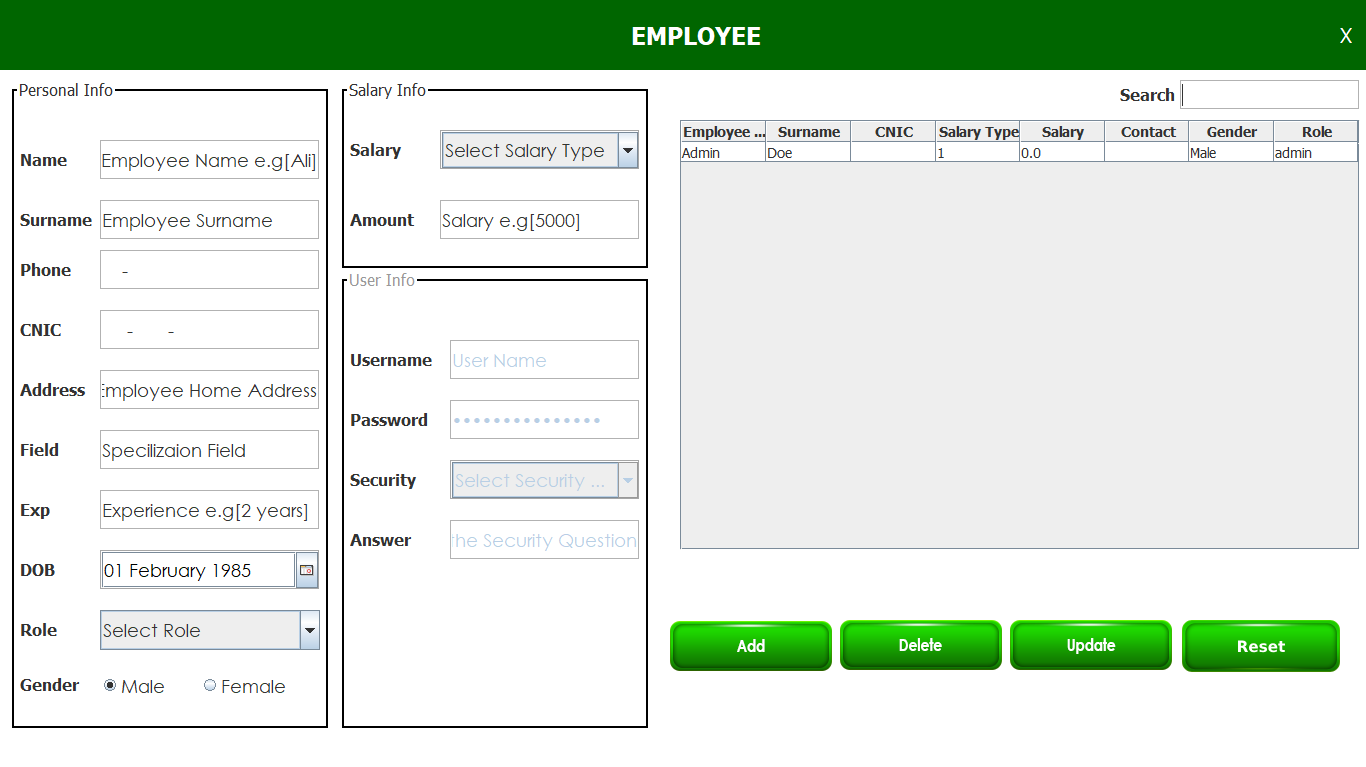 EMPLOYEE
X
Personal Info
Name Employee Name e.g[Ali]
Surname Employee Surname
Phone -
CNIC - -
Address Employee Home Address
Field Specilizaion Field
Exp Experience e.g[2 years]
DOB 01 February 1985
Role Select Role
Gender Male Female
Salary Info
Salary Select Salary Type
Amount Salary e.g[5000]
User Info
Username User Name
Password •••••••••••••••
Security Select Security ...
Answer the Security Question
Search
Employee ... Surname CNIC Salary Type Salary Contact Gender Role
Admin Doe 1 0.0 Male admin
Add Delete Update Reset